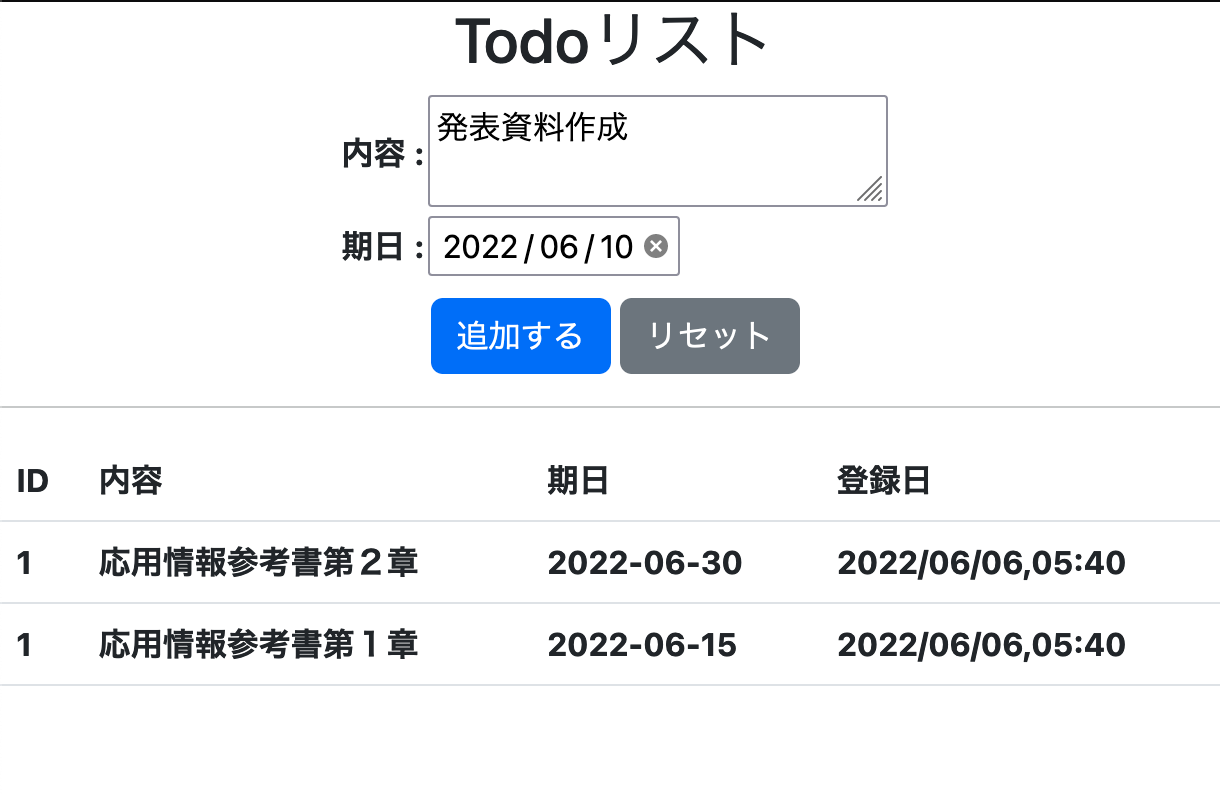 Todoリスト
内容 : 発表資料作成
期日 : 2022/06/10
追加する リセット
ID 内容 期日 登録日
1 応用情報参考書第２章 2022-06-30 2022/06/06,05:40
1 応用情報参考書第１章 2022-06-15 2022/06/06,05:40